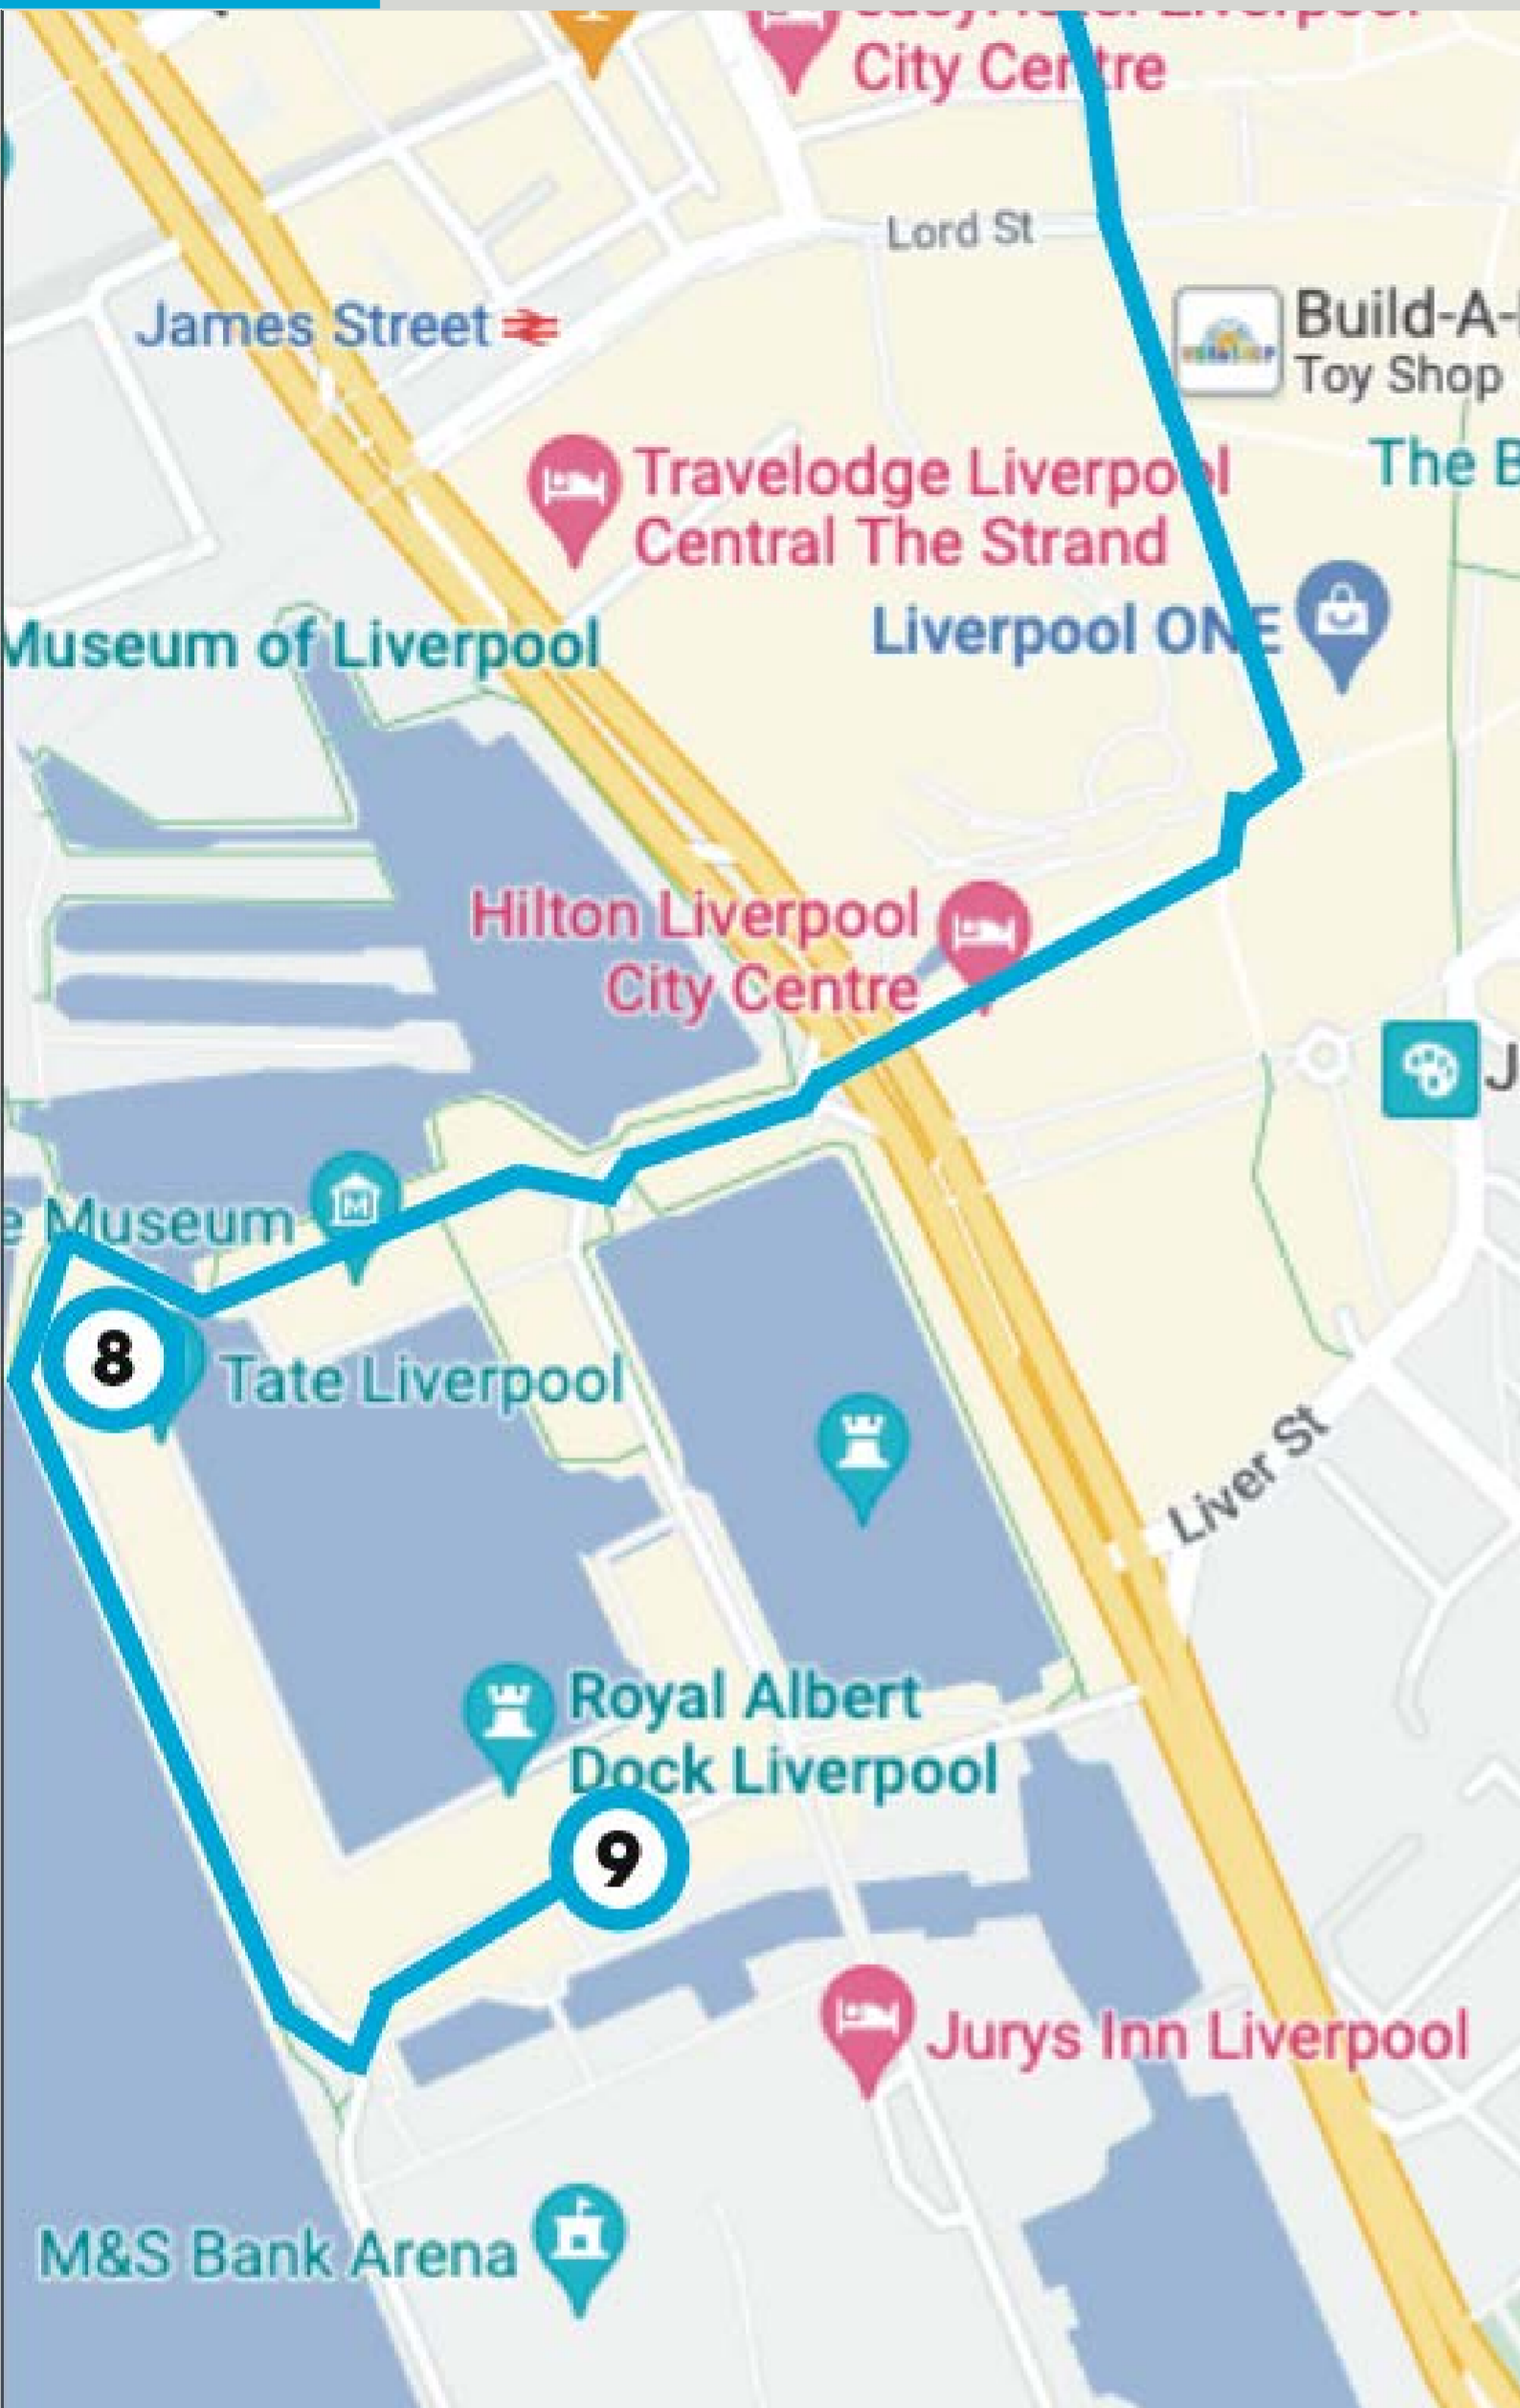 City Centre
Lord St
James Street
Build-A-
Toy Shop
Travelodge Liverpool
Central The Strand
The B
Liverpool ONE
Museum of Liverpool
Hilton Liverpool
City Centre
J
e Museum
8
Tate Liverpool
Liver St
Royal Albert
Dock Liverpool
9
Jurys Inn Liverpool
M&S Bank Arena